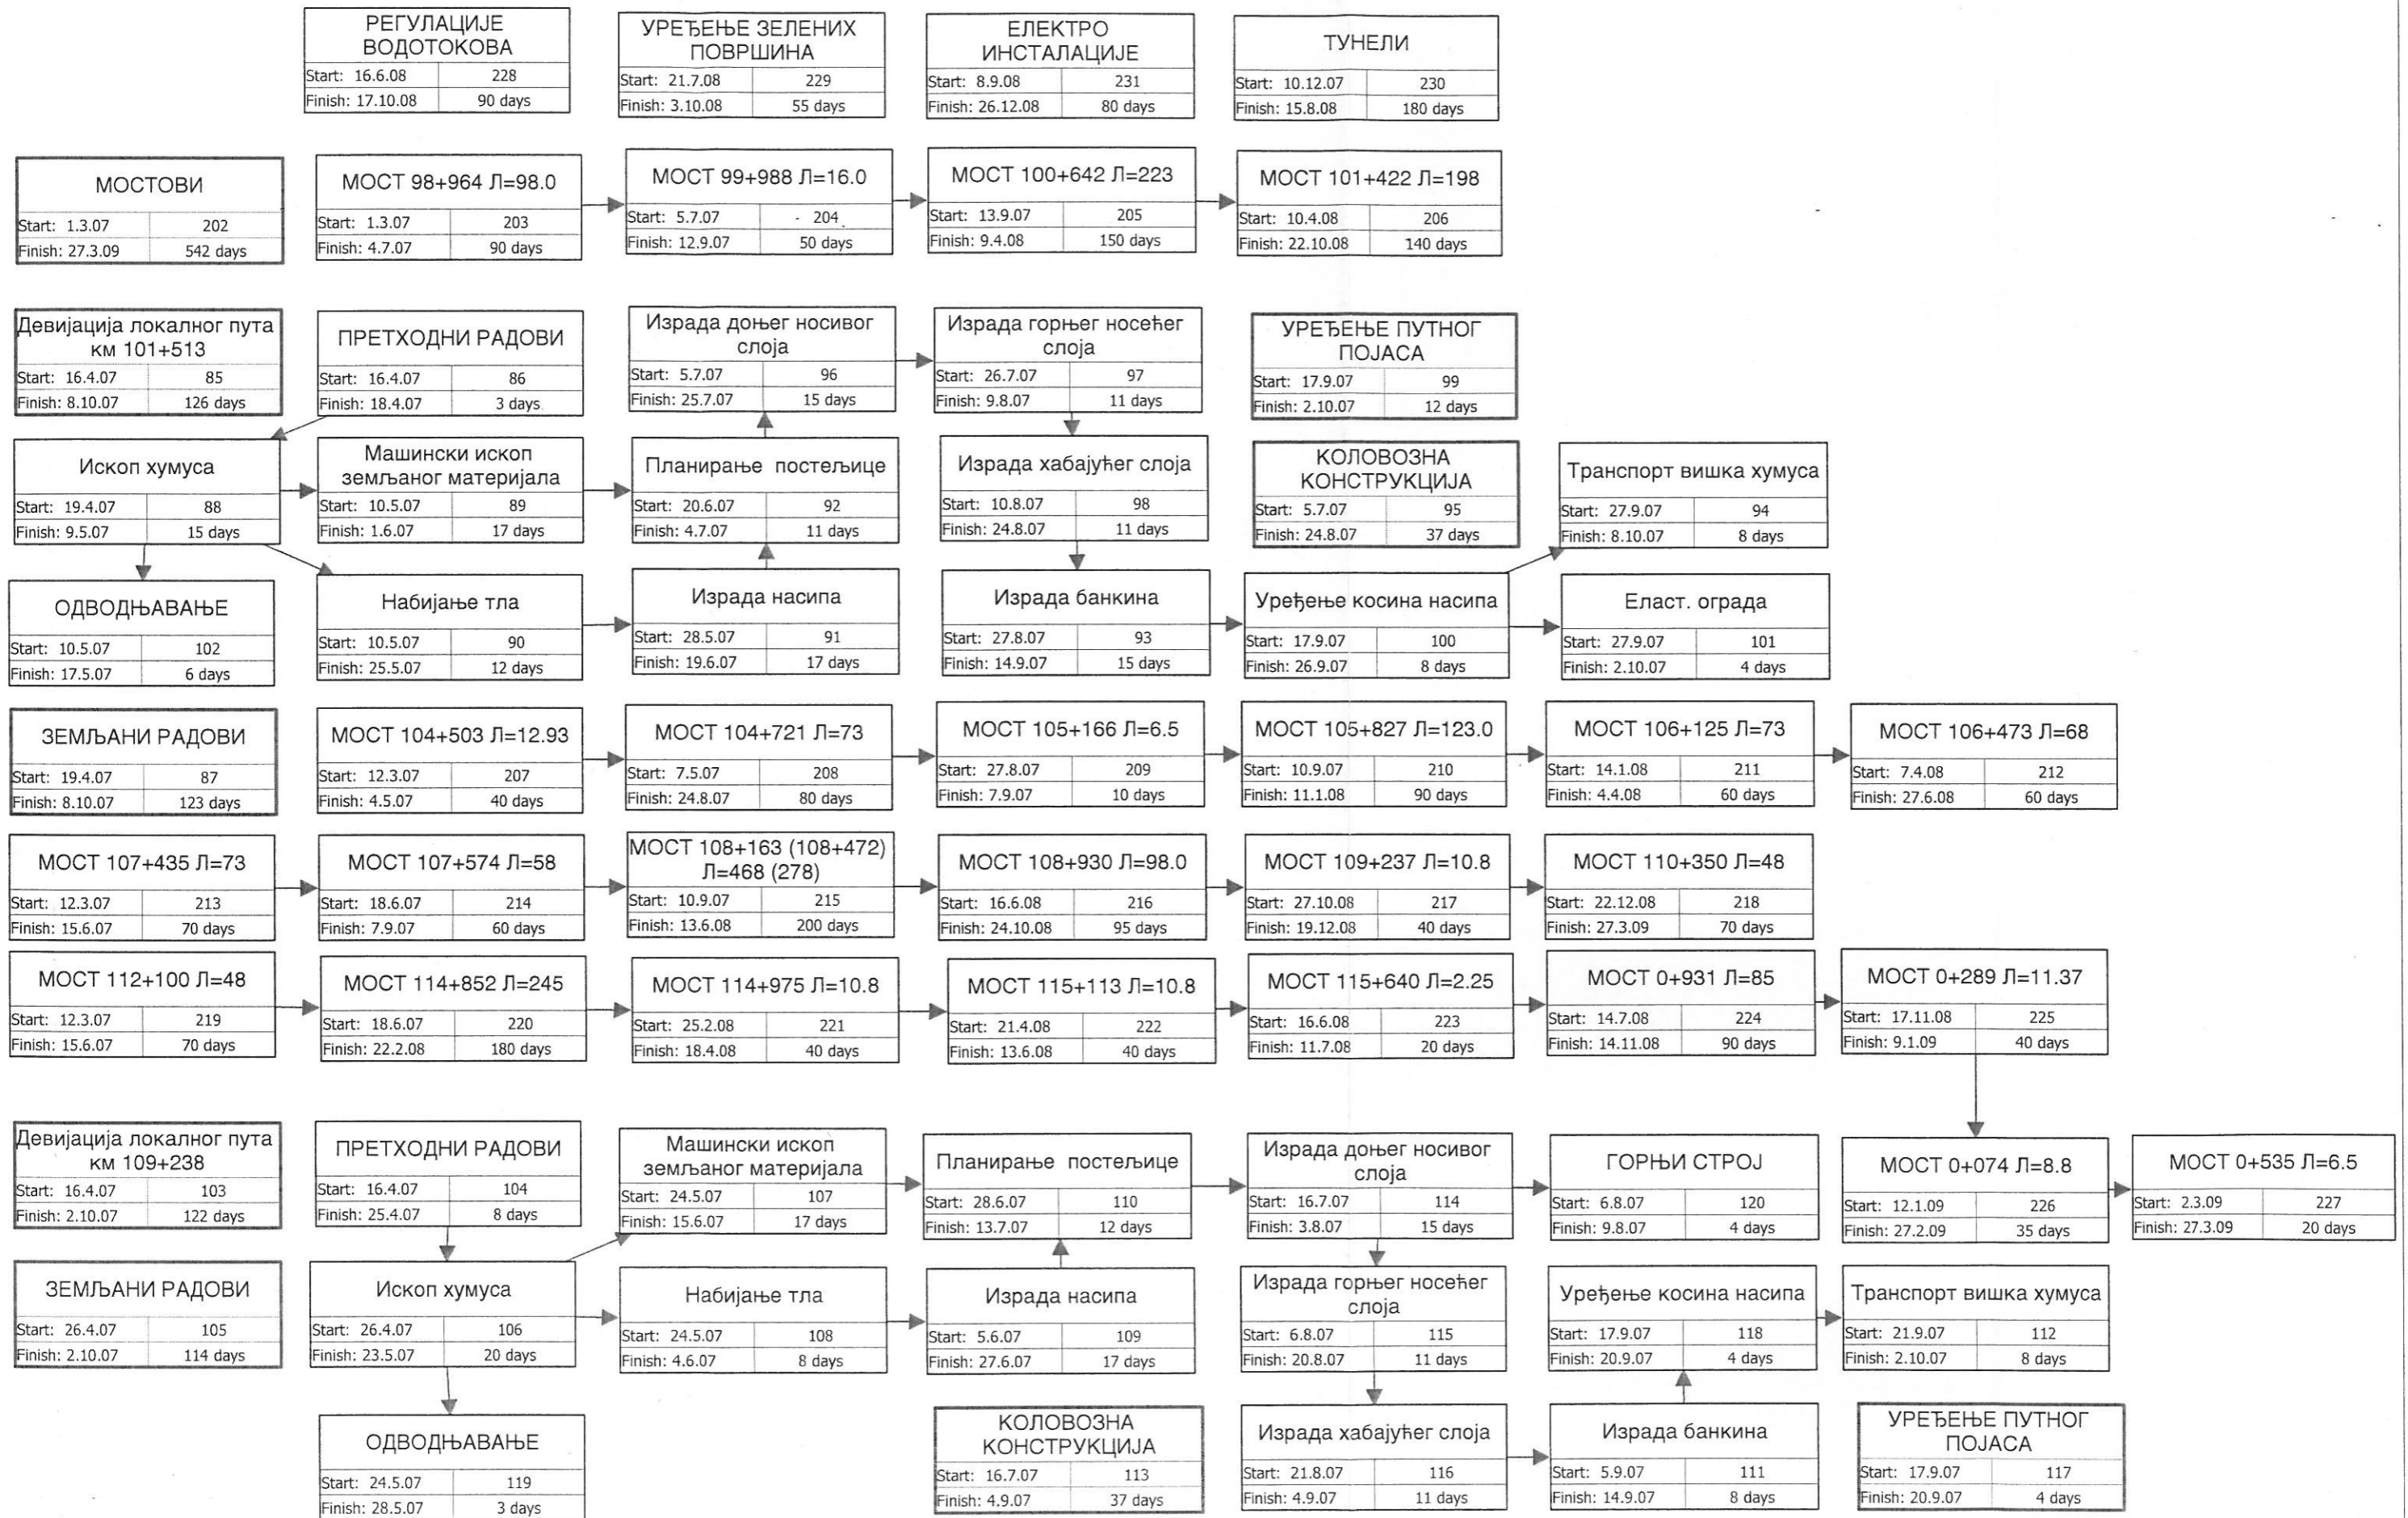 РЕГУЛАЦИЈЕ
ВОДОТОКОВА
Start: 16.6.08 228
Finish: 17.10.08 90 days
УРЕЂЕЊЕ ЗЕЛЕНИХ
ПОВРШИНА
Start: 21.7.08 229
Finish: 3.10.08 55 days
ЕЛЕКТРО
ИНСТАЛАЦИЈЕ
Start: 8.9.08 231
Finish: 26.12.08 80 days
ТУНЕЛИ
Start: 10.12.07 230
Finish: 15.8.08 180 days
МОСТОВИ
Start: 1.3.07 202
Finish: 27.3.09 542 days
МОСТ 98+964 Л=98.0
Start: 1.3.07 203
Finish: 4.7.07 90 days
МОСТ 99+988 Л=16.0
Start: 5.7.07 204
Finish: 12.9.07 50 days
МОСТ 100+642 Л=223
Start: 13.9.07 205
Finish: 9.4.08 150 days
МОСТ 101+422 Л=198
Start: 10.4.08 206
Finish: 22.10.08 140 days
Девијација локалног пута
км 101+513
Start: 16.4.07 85
Finish: 8.10.07 126 days
ПРЕТХОДНИ РАДОВИ
Start: 16.4.07 86
Finish: 18.4.07 3 days
Израда доњег носивог
слоја
Start: 5.7.07 96
Finish: 25.7.07 15 days
Израда горњег носећег
слоја
Start: 26.7.07 97
Finish: 9.8.07 11 days
УРЕЂЕЊЕ ПУТНОГ
ПОЈАСА
Start: 17.9.07 99
Finish: 2.10.07 12 days
Ископ хумуса
Start: 19.4.07 88
Finish: 9.5.07 15 days
Машински ископ
земљаног материјала
Start: 10.5.07 89
Finish: 1.6.07 17 days
Планирање постељице
Start: 20.6.07 92
Finish: 4.7.07 11 days
Израда хабајућег слоја
Start: 10.8.07 98
Finish: 24.8.07 11 days
КОЛОВОЗНА
КОНСТРУКЦИЈА
Start: 5.7.07 95
Finish: 24.8.07 37 days
Транспорт вишка хумуса
Start: 27.9.07 94
Finish: 8.10.07 8 days
ОДВОДЊАВАЊЕ
Start: 10.5.07 102
Finish: 17.5.07 6 days
Набијање тла
Start: 10.5.07 90
Finish: 25.5.07 12 days
Израда насипа
Start: 28.5.07 91
Finish: 19.6.07 17 days
Израда банкина
Start: 27.8.07 93
Finish: 14.9.07 15 days
Уређење косина насипа
Start: 17.9.07 100
Finish: 26.9.07 8 days
Еласт. ограда
Start: 27.9.07 101
Finish: 2.10.07 4 days
ЗЕМЉАНИ РАДОВИ
Start: 19.4.07 87
Finish: 8.10.07 123 days
МОСТ 104+503 Л=12.93
Start: 12.3.07 207
Finish: 4.5.07 40 days
МОСТ 104+721 Л=73
Start: 7.5.07 208
Finish: 24.8.07 80 days
МОСТ 105+166 Л=6.5
Start: 27.8.07 209
Finish: 7.9.07 10 days
МОСТ 105+827 Л=123.0
Start: 10.9.07 210
Finish: 11.1.08 90 days
МОСТ 106+125 Л=73
Start: 14.1.08 211
Finish: 4.4.08 60 days
МОСТ 106+473 Л=68
Start: 7.4.08 212
Finish: 27.6.08 60 days
МОСТ 107+435 Л=73
Start: 12.3.07 213
Finish: 15.6.07 70 days
МОСТ 107+574 Л=58
Start: 18.6.07 214
Finish: 7.9.07 60 days
МОСТ 108+163 (108+472)
Л=468 (278)
Start: 10.9.07 215
Finish: 13.6.08 200 days
МОСТ 108+930 Л=98.0
Start: 16.6.08 216
Finish: 24.10.08 95 days
МОСТ 109+237 Л=10.8
Start: 27.10.08 217
Finish: 19.12.08 40 days
МОСТ 110+350 Л=48
Start: 22.12.08 218
Finish: 27.3.09 70 days
МОСТ 112+100 Л=48
Start: 12.3.07 219
Finish: 15.6.07 70 days
МОСТ 114+852 Л=245
Start: 18.6.07 220
Finish: 22.2.08 180 days
МОСТ 114+975 Л=10.8
Start: 25.2.08 221
Finish: 18.4.08 40 days
МОСТ 115+113 Л=10.8
Start: 21.4.08 222
Finish: 13.6.08 40 days
МОСТ 115+640 Л=2.25
Start: 16.6.08 223
Finish: 11.7.08 20 days
МОСТ 0+931 Л=85
Start: 14.7.08 224
Finish: 14.11.08 90 days
МОСТ 0+289 Л=11.37
Start: 17.11.08 225
Finish: 9.1.09 40 days
Девијација локалног пута
км 109+238
Start: 16.4.07 103
Finish: 2.10.07 122 days
ПРЕТХОДНИ РАДОВИ
Start: 16.4.07 104
Finish: 25.4.07 8 days
Машински ископ
земљаног материјала
Start: 24.5.07 107
Finish: 15.6.07 17 days
Планирање постељице
Start: 28.6.07 110
Finish: 13.7.07 12 days
Израда доњег носивог
слоја
Start: 16.7.07 114
Finish: 3.8.07 15 days
ГОРЊИ СТРОЈ
Start: 6.8.07 120
Finish: 9.8.07 4 days
МОСТ 0+074 Л=8.8
Start: 12.1.09 226
Finish: 27.2.09 35 days
МОСТ 0+535 Л=6.5
Start: 2.3.09 227
Finish: 27.3.09 20 days
ЗЕМЉАНИ РАДОВИ
Start: 26.4.07 105
Finish: 2.10.07 114 days
Ископ хумуса
Start: 26.4.07 106
Finish: 23.5.07 20 days
Набијање тла
Start: 24.5.07 108
Finish: 4.6.07 8 days
Израда насипа
Start: 5.6.07 109
Finish: 27.6.07 17 days
Израда горњег носећег
слоја
Start: 6.8.07 115
Finish: 20.8.07 11 days
Уређење косина насипа
Start: 17.9.07 118
Finish: 20.9.07 4 days
Транспорт вишка хумуса
Start: 21.9.07 112
Finish: 2.10.07 8 days
ОДВОДЊАВАЊЕ
Start: 24.5.07 119
Finish: 28.5.07 3 days
КОЛОВОЗНА
КОНСТРУКЦИЈА
Start: 16.7.07 113
Finish: 4.9.07 37 days
Израда хабајућег слоја
Start: 21.8.07 116
Finish: 4.9.07 11 days
Израда банкина
Start: 5.9.07 111
Finish: 14.9.07 8 days
УРЕЂЕЊЕ ПУТНОГ
ПОЈАСА
Start: 17.9.07 117
Finish: 20.9.07 4 days